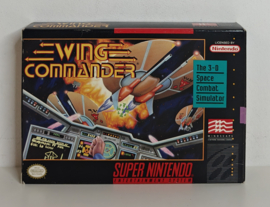 WING
COMMANDER
LICENSED BY
Nintendo
The 3-D
Space
Combat
Simulator
SUPER NINTENDO
ENTERTAINMENT SYSTEM